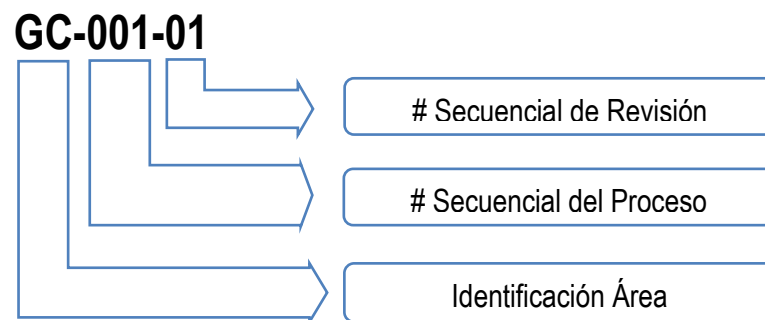 GC-001-01
# Secuencial de Revisión
# Secuencial del Proceso
Identificación Área